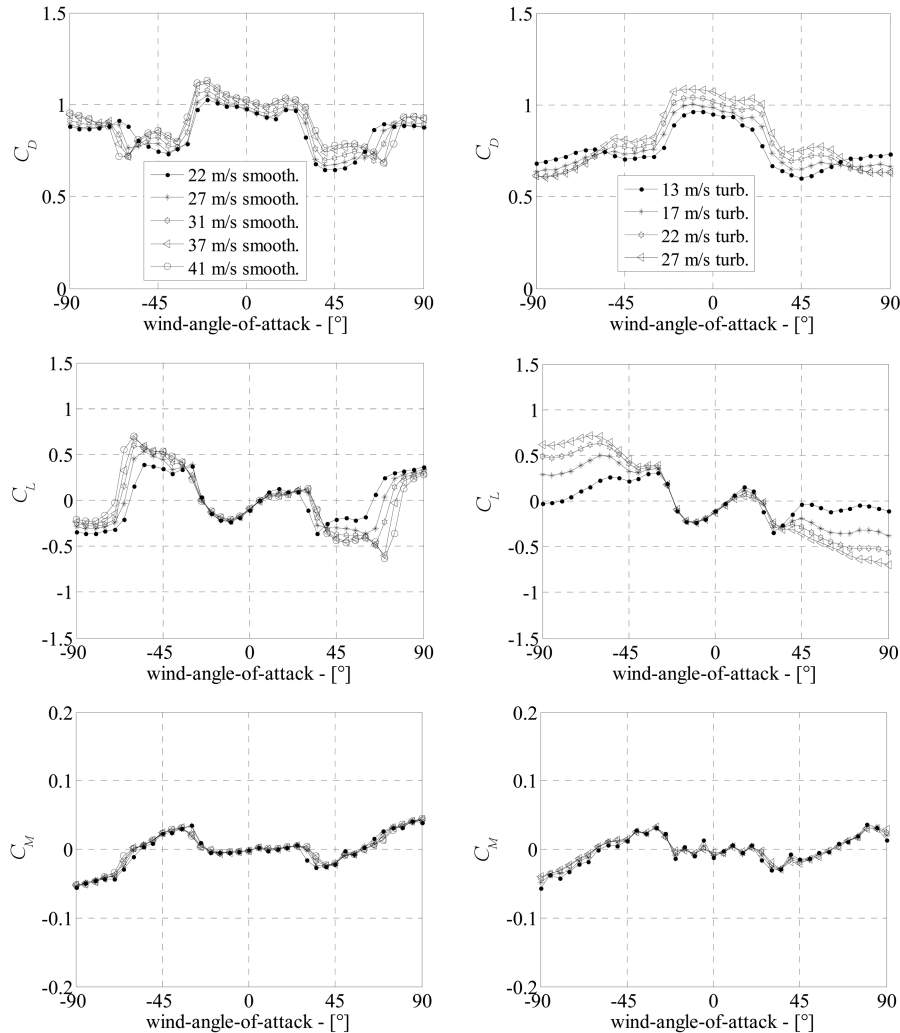 1.5
1
0.5
0
C_D
-90 -45 0 45 90
wind-angle-of-attack - [°]
22 m/s smooth.
27 m/s smooth.
31 m/s smooth.
37 m/s smooth.
41 m/s smooth.
1.5
1
0.5
0
C_D
-90 -45 0 45 90
wind-angle-of-attack - [°]
13 m/s turb.
17 m/s turb.
22 m/s turb.
27 m/s turb.
1.5
1
0.5
0
-0.5
-1
-1.5
C_L
-90 -45 0 45 90
wind-angle-of-attack - [°]
1.5
1
0.5
0
-0.5
-1
-1.5
C_L
-90 -45 0 45 90
wind-angle-of-attack - [°]
0.2
0.1
0
-0.1
-0.2
C_M
-90 -45 0 45 90
wind-angle-of-attack - [°]
0.2
0.1
0
-0.1
-0.2
C_M
-90 -45 0 45 90
wind-angle-of-attack - [°]